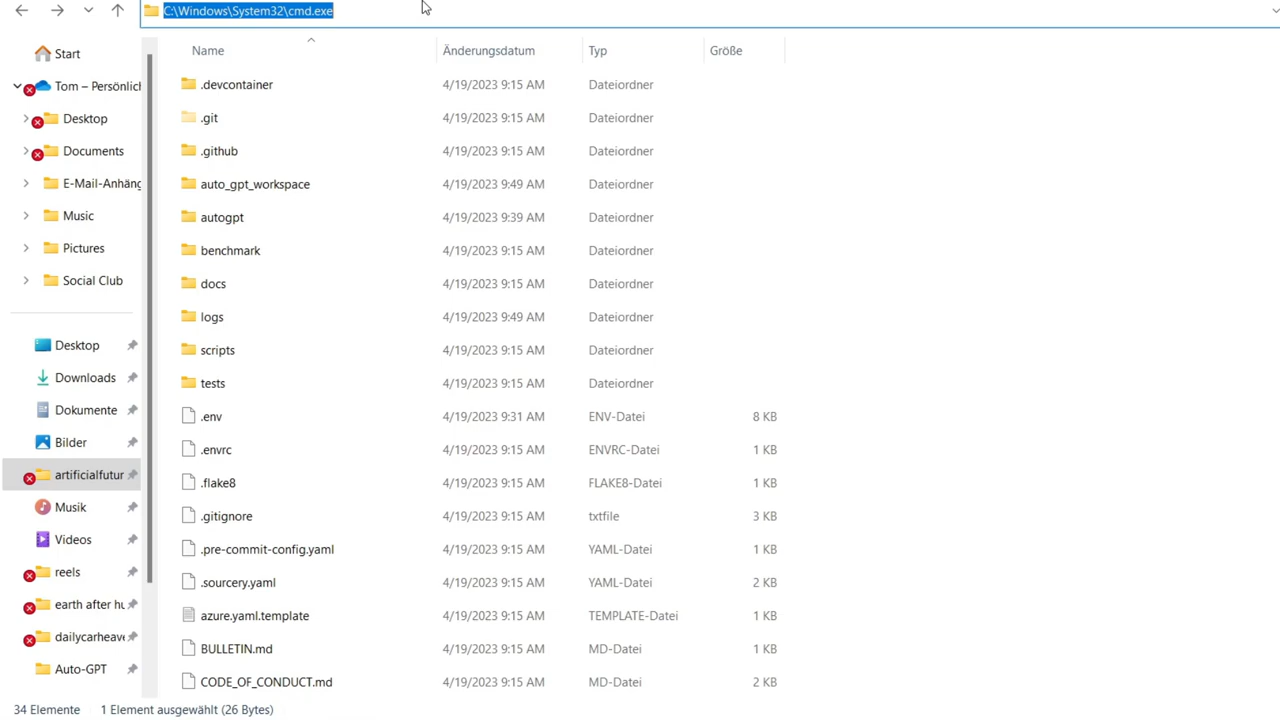 C:\Windows\System32\cmd.exe
Name Änderungsdatum Typ Größe
Start
Tom – Persönlich
Desktop
Documents
E-Mail-Anhäng
Music
Pictures
Social Club
Desktop
Downloads
Dokumente
Bilder
artificialfutur
Musik
Videos
reels
earth after hu
dailycarheave
Auto-GPT
.devcontainer 4/19/2023 9:15 AM Dateiordner
.git 4/19/2023 9:15 AM Dateiordner
.github 4/19/2023 9:15 AM Dateiordner
auto_gpt_workspace 4/19/2023 9:49 AM Dateiordner
autogpt 4/19/2023 9:39 AM Dateiordner
benchmark 4/19/2023 9:15 AM Dateiordner
docs 4/19/2023 9:15 AM Dateiordner
logs 4/19/2023 9:49 AM Dateiordner
scripts 4/19/2023 9:15 AM Dateiordner
tests 4/19/2023 9:15 AM Dateiordner
.env 4/19/2023 9:31 AM ENV-Datei 8 KB
.envrc 4/19/2023 9:15 AM ENVRC-Datei 1 KB
.flake8 4/19/2023 9:15 AM FLAKE8-Datei 1 KB
.gitignore 4/19/2023 9:15 AM txtfile 3 KB
.pre-commit-config.yaml 4/19/2023 9:15 AM YAML-Datei 1 KB
.sourcery.yaml 4/19/2023 9:15 AM YAML-Datei 2 KB
azure.yaml.template 4/19/2023 9:15 AM TEMPLATE-Datei 1 KB
BULLETIN.md 4/19/2023 9:15 AM MD-Datei 1 KB
CODE_OF_CONDUCT.md 4/19/2023 9:15 AM MD-Datei 2 KB
34 Elemente 1 Element ausgewählt (26 Bytes)